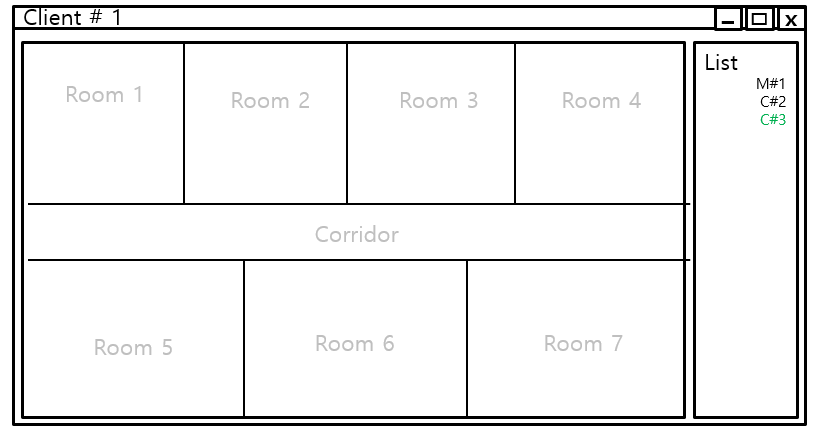 Client # 1
Room 1
Room 2
Room 3
Room 4
Corridor
Room 5
Room 6
Room 7
List
M#1
C#2
C#3